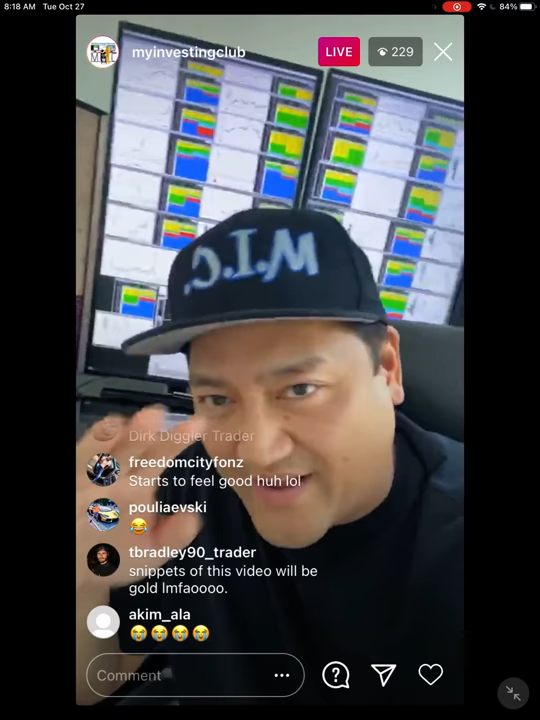 8:18 AM Tue Oct 27
84%
myinvestingclub
LIVE
229
M.I.C.
Dirk Diggler Trader
freedomcityfonz
Starts to feel good huh lol
pouliaevski
😂
tbradley90_trader
snippets of this video will be
gold lmfaoooo.
akim_ala
😭😭😭😭
Comment